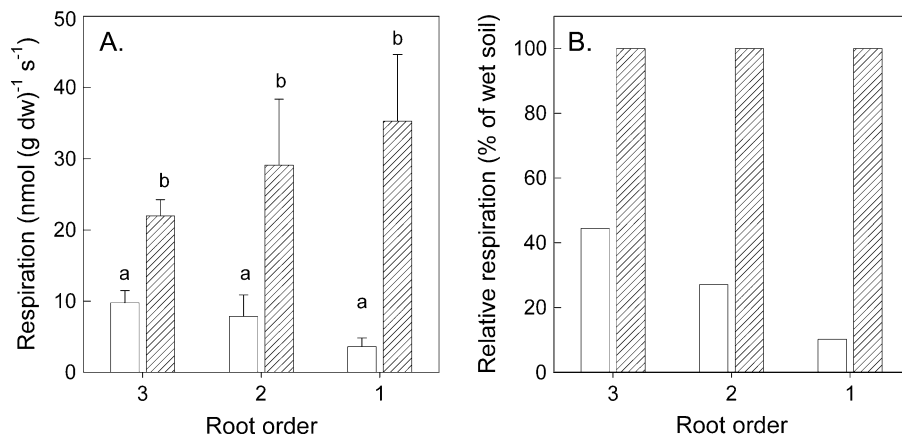 A.
Respiration (nmol (g dw)⁻¹ s⁻¹)
50
40
30
20
10
0
a
b
a
b
a
b
3
2
1
Root order
B.
Relative respiration (% of wet soil)
100
80
60
40
20
0
3
2
1
Root order